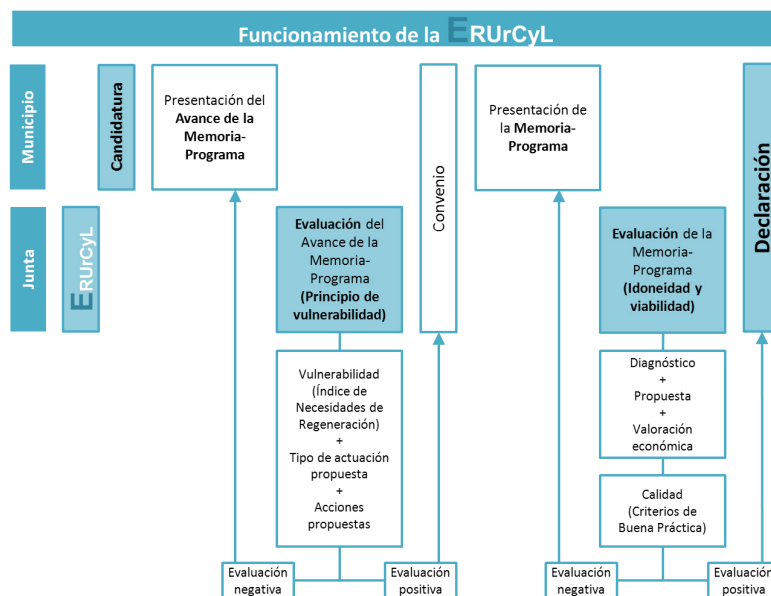 Funcionamiento de la ERUrCyL
Municipio
Candidatura
Presentación del
Avance de la
Memoria-
Programa
Convenio
Presentación de
la Memoria-
Programa
Declaración
Junta
ERUrCyL
Evaluación del
Avance de la
Memoria-
Programa
(Principio de
vulnerabilidad)
Evaluación de la
Memoria-
Programa
(Idoneidad y
viabilidad)
Vulnerabilidad
(Índice de
Necesidades de
Regeneración)
+
Tipo de actuación
propuesta
+
Acciones
propuestas
Diagnóstico
+
Propuesta
+
Valoración
económica
Calidad
(Criterios de
Buena Práctica)
Evaluación
negativa
Evaluación
positiva
Evaluación
negativa
Evaluación
positiva